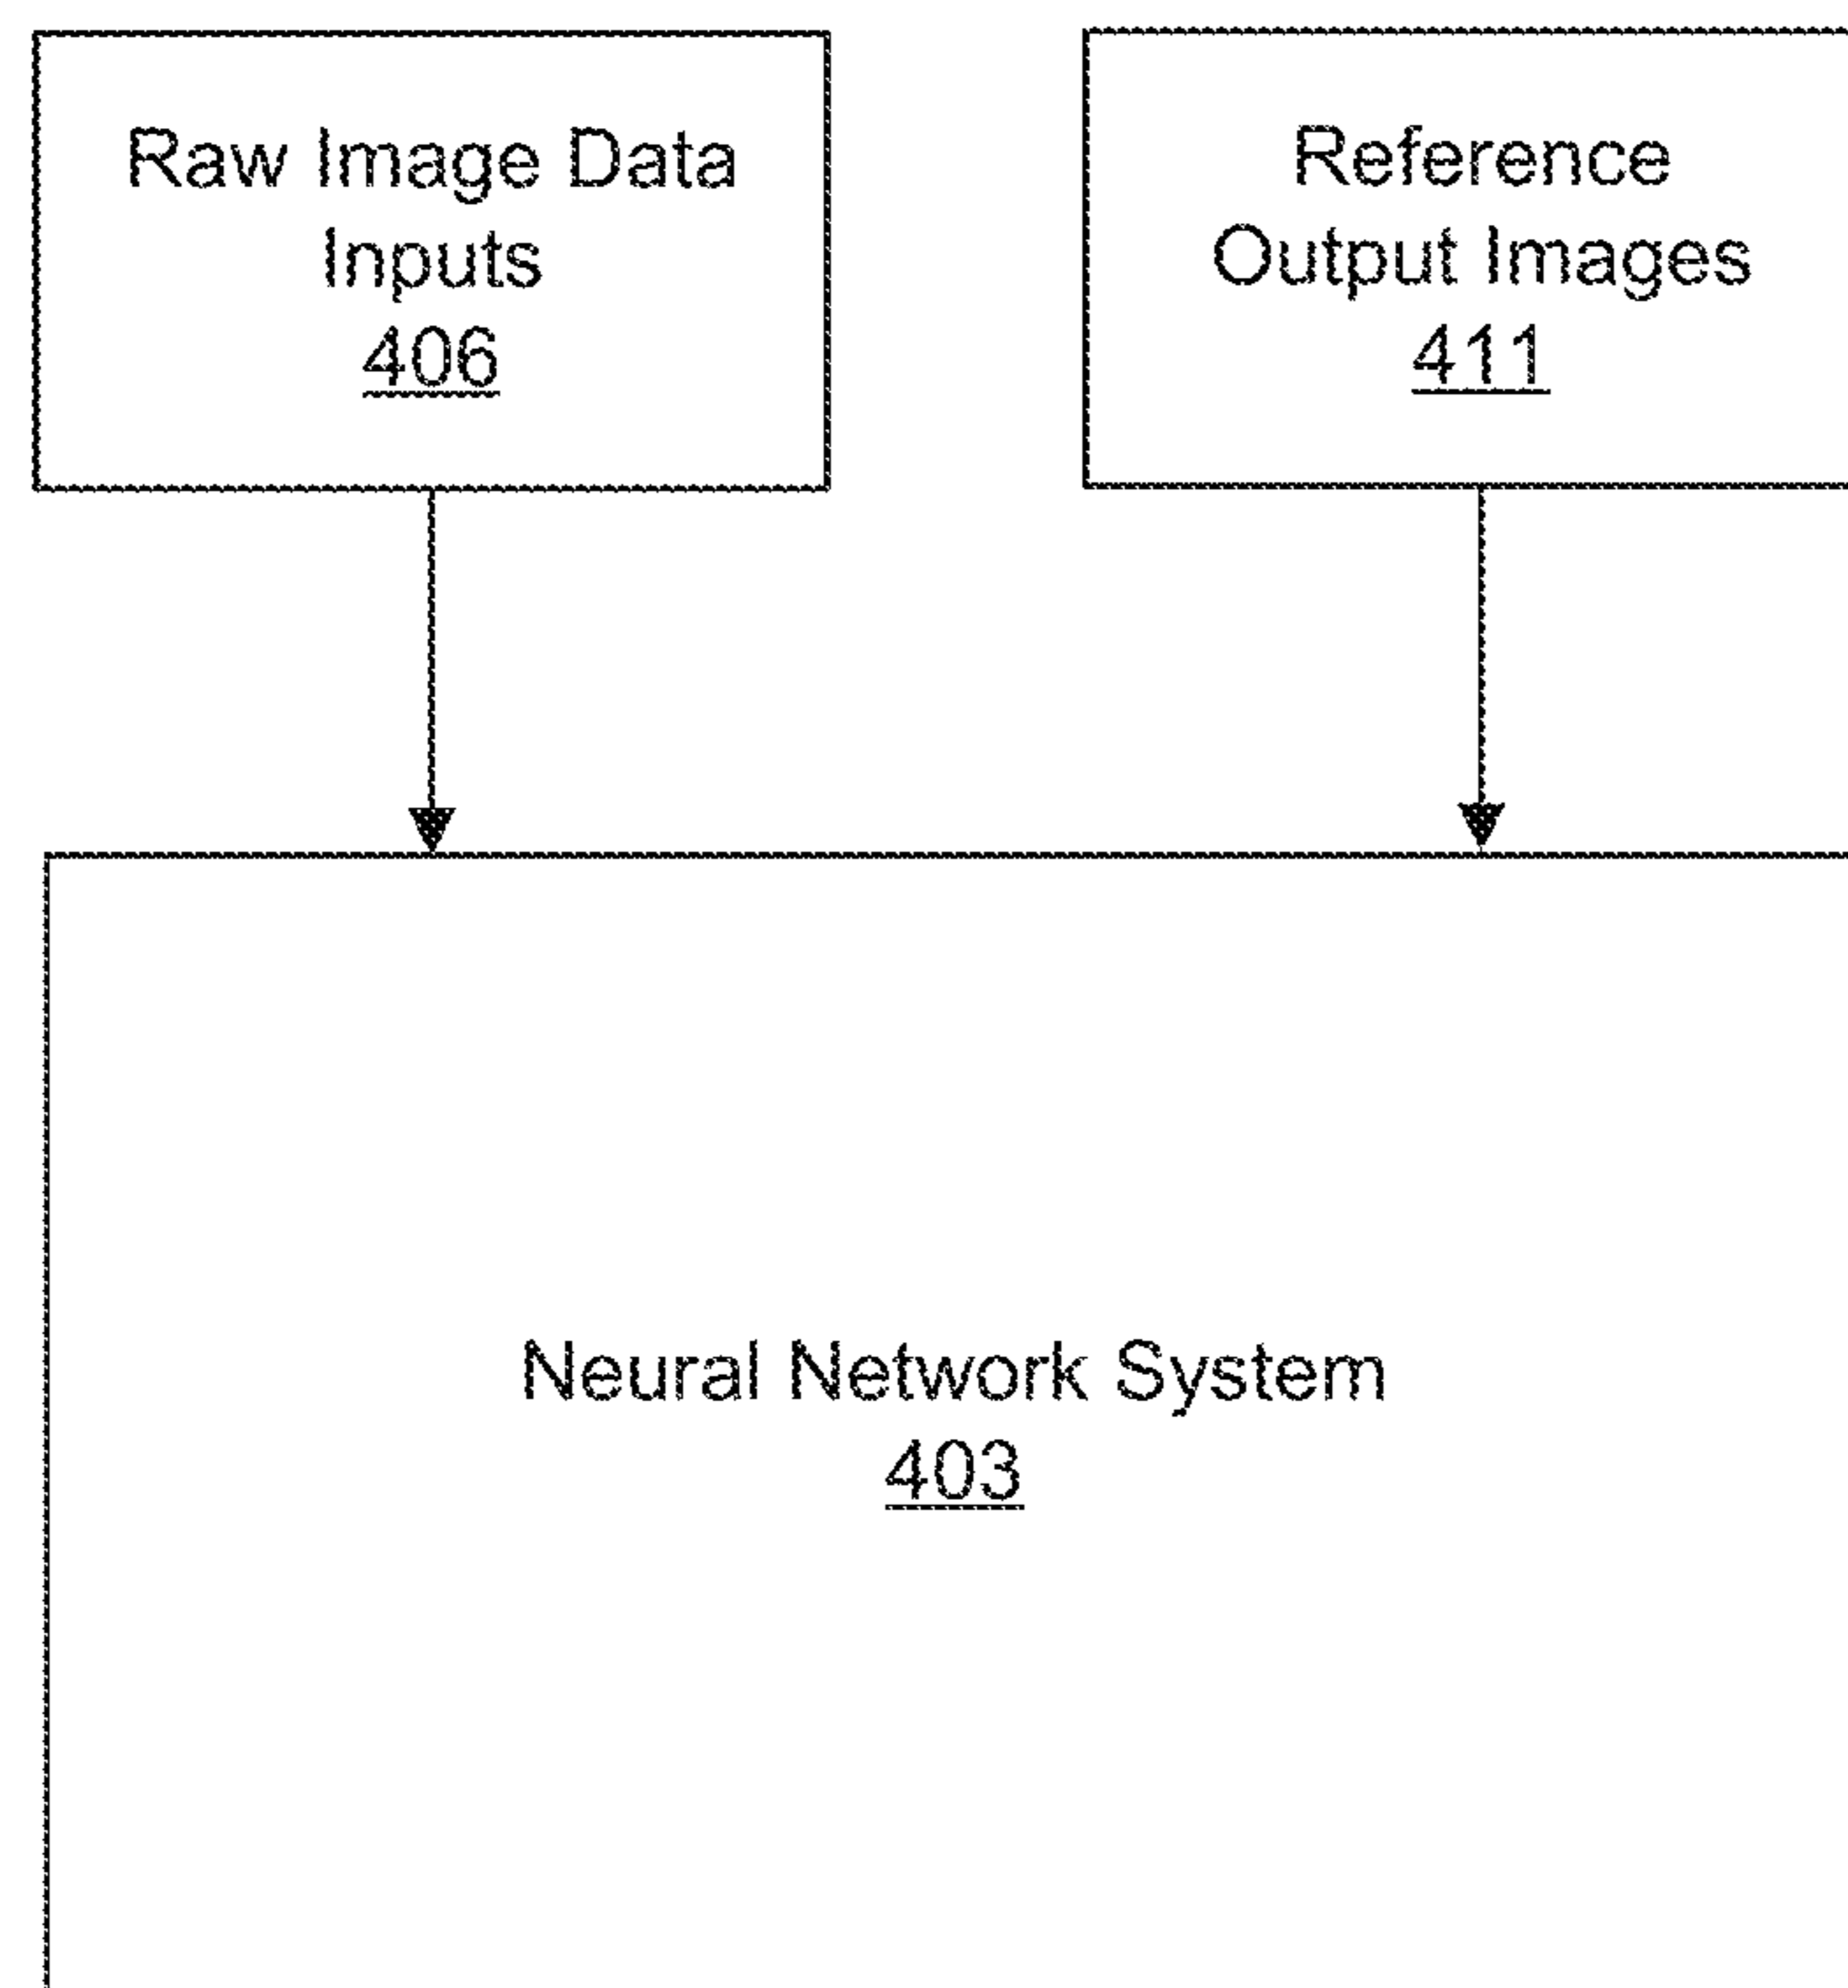 Raw Image Data
Inputs
406
Reference
Output Images
411
Neural Network System
403